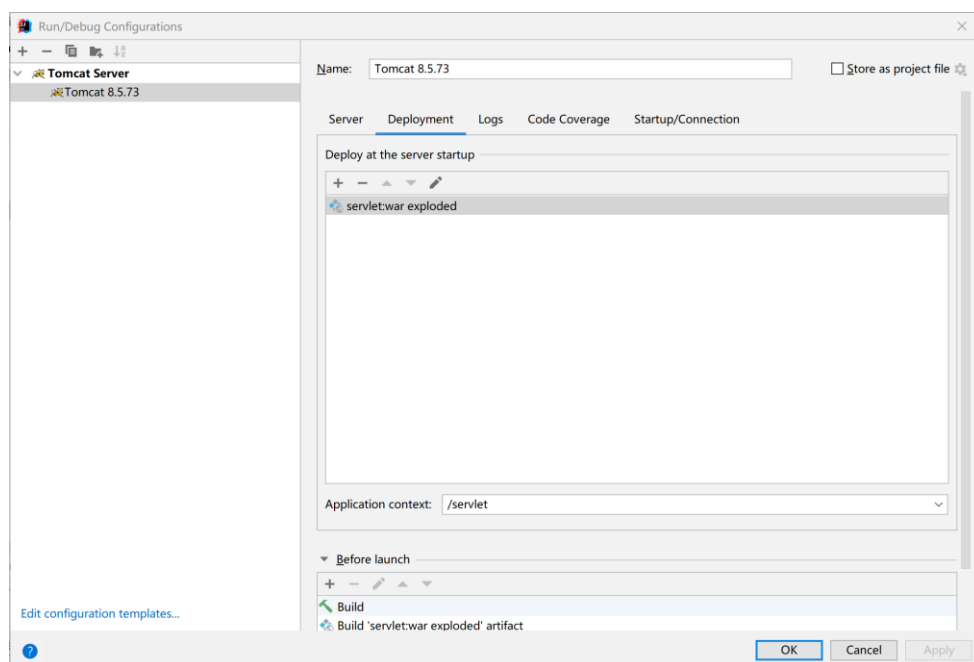 Run/Debug Configurations
Tomcat Server
Tomcat 8.5.73
Name: Tomcat 8.5.73
Store as project file
Server Deployment Logs Code Coverage Startup/Connection
Deploy at the server startup
servlet:war exploded
Application context: /servlet
Before launch
Build
Build 'servlet:war exploded' artifact
Edit configuration templates...
? OK Cancel Apply